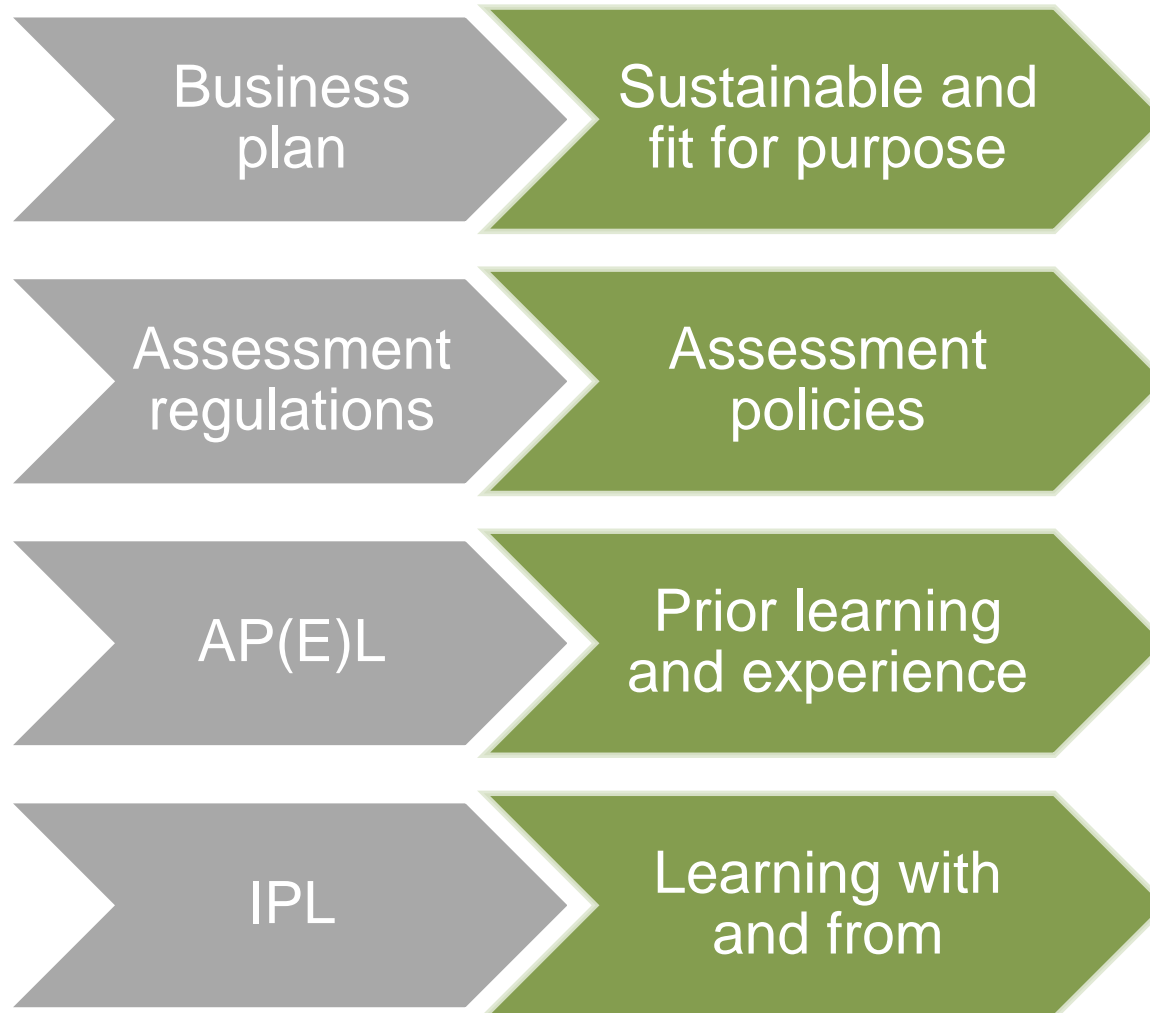 Business
plan
Sustainable and
fit for purpose
Assessment
regulations
Assessment
policies
AP(E)L
Prior learning
and experience
IPL
Learning with
and from